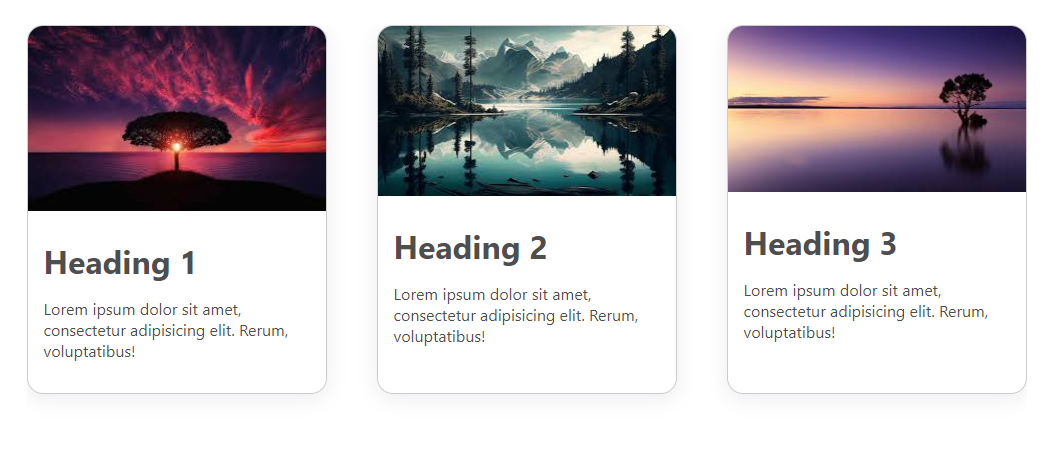 Heading 1
Lorem ipsum dolor sit amet,
consectetur adipisicing elit. Rerum,
voluptatibus!
Heading 2
Lorem ipsum dolor sit amet,
consectetur adipisicing elit. Rerum,
voluptatibus!
Heading 3
Lorem ipsum dolor sit amet,
consectetur adipisicing elit. Rerum,
voluptatibus!